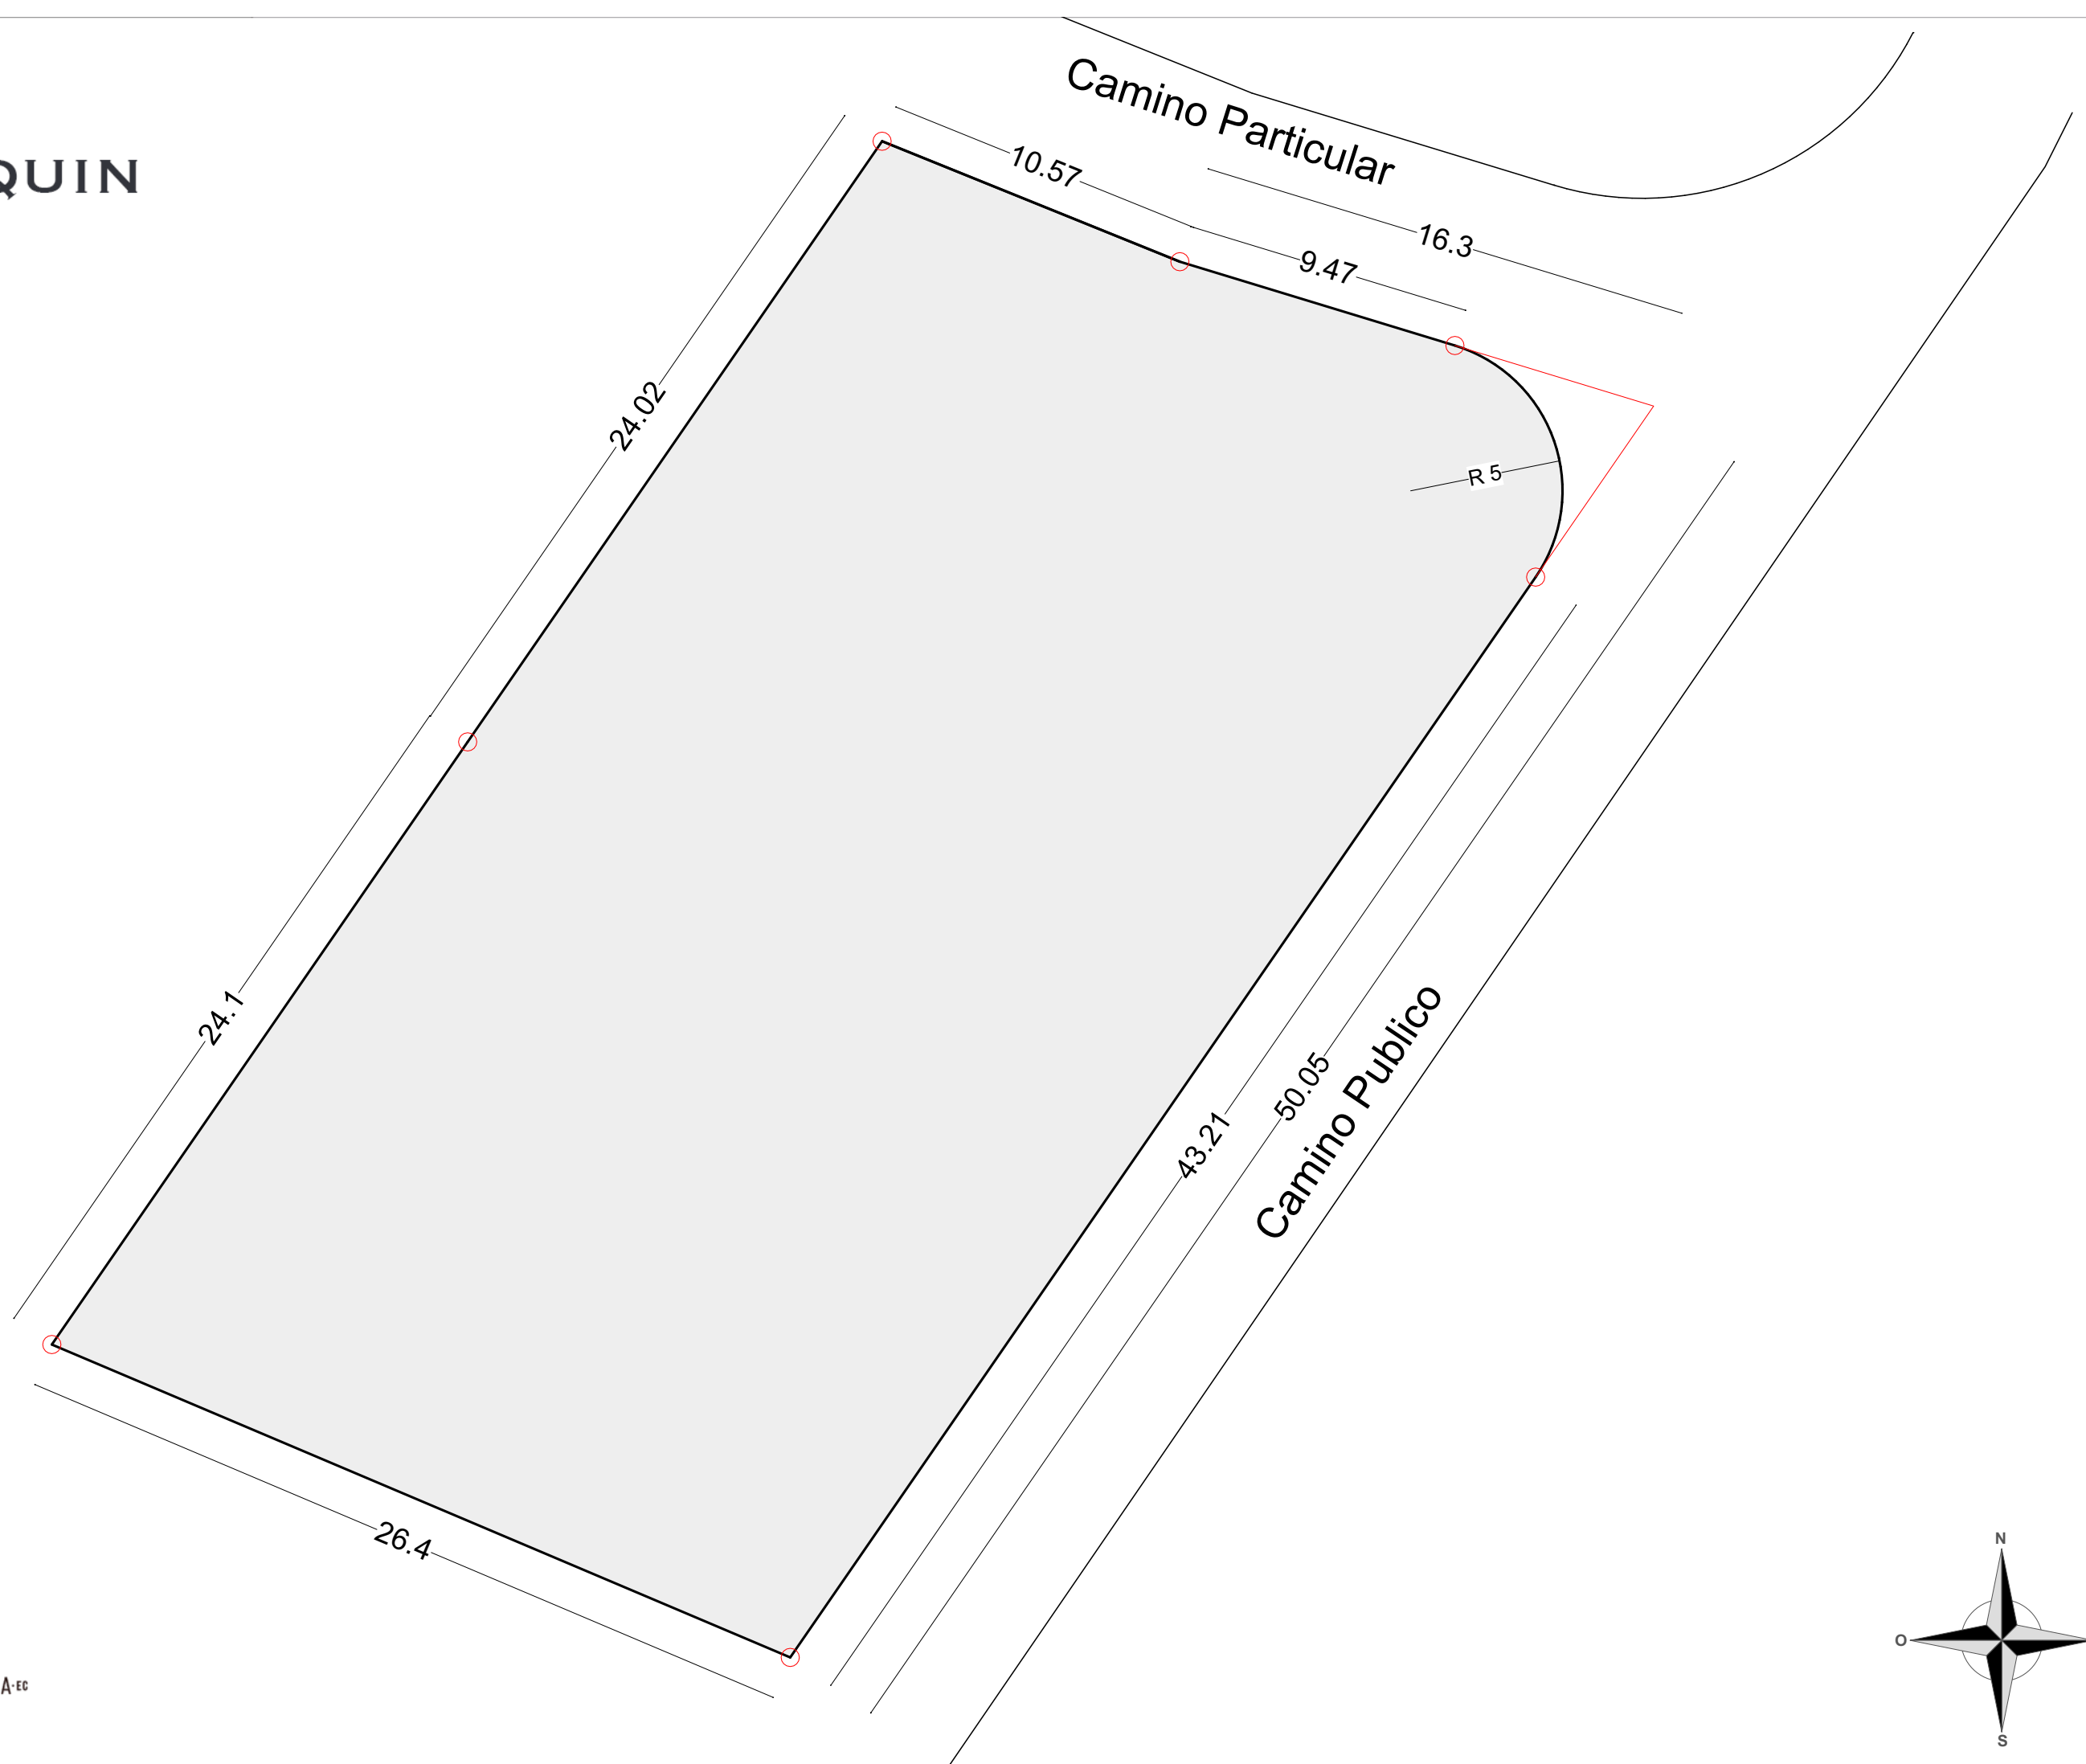 Camino Particular
QUIN
10.57
16.3
9.47
24.02
R 5
24.1
Camino Publico
50.05
43.21
26.4
N
O
S
A-EC